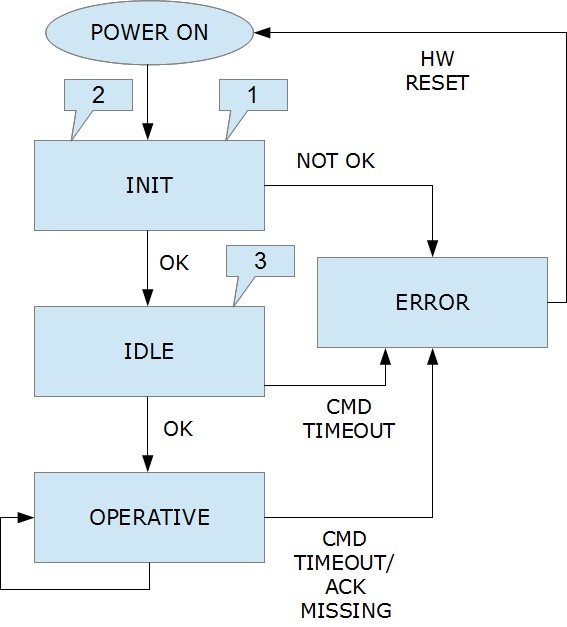 POWER ON
HW
RESET
2
1
INIT
NOT OK
OK
3
IDLE
ERROR
CMD
TIMEOUT
OK
OPERATIVE
CMD
TIMEOUT/
ACK
MISSING